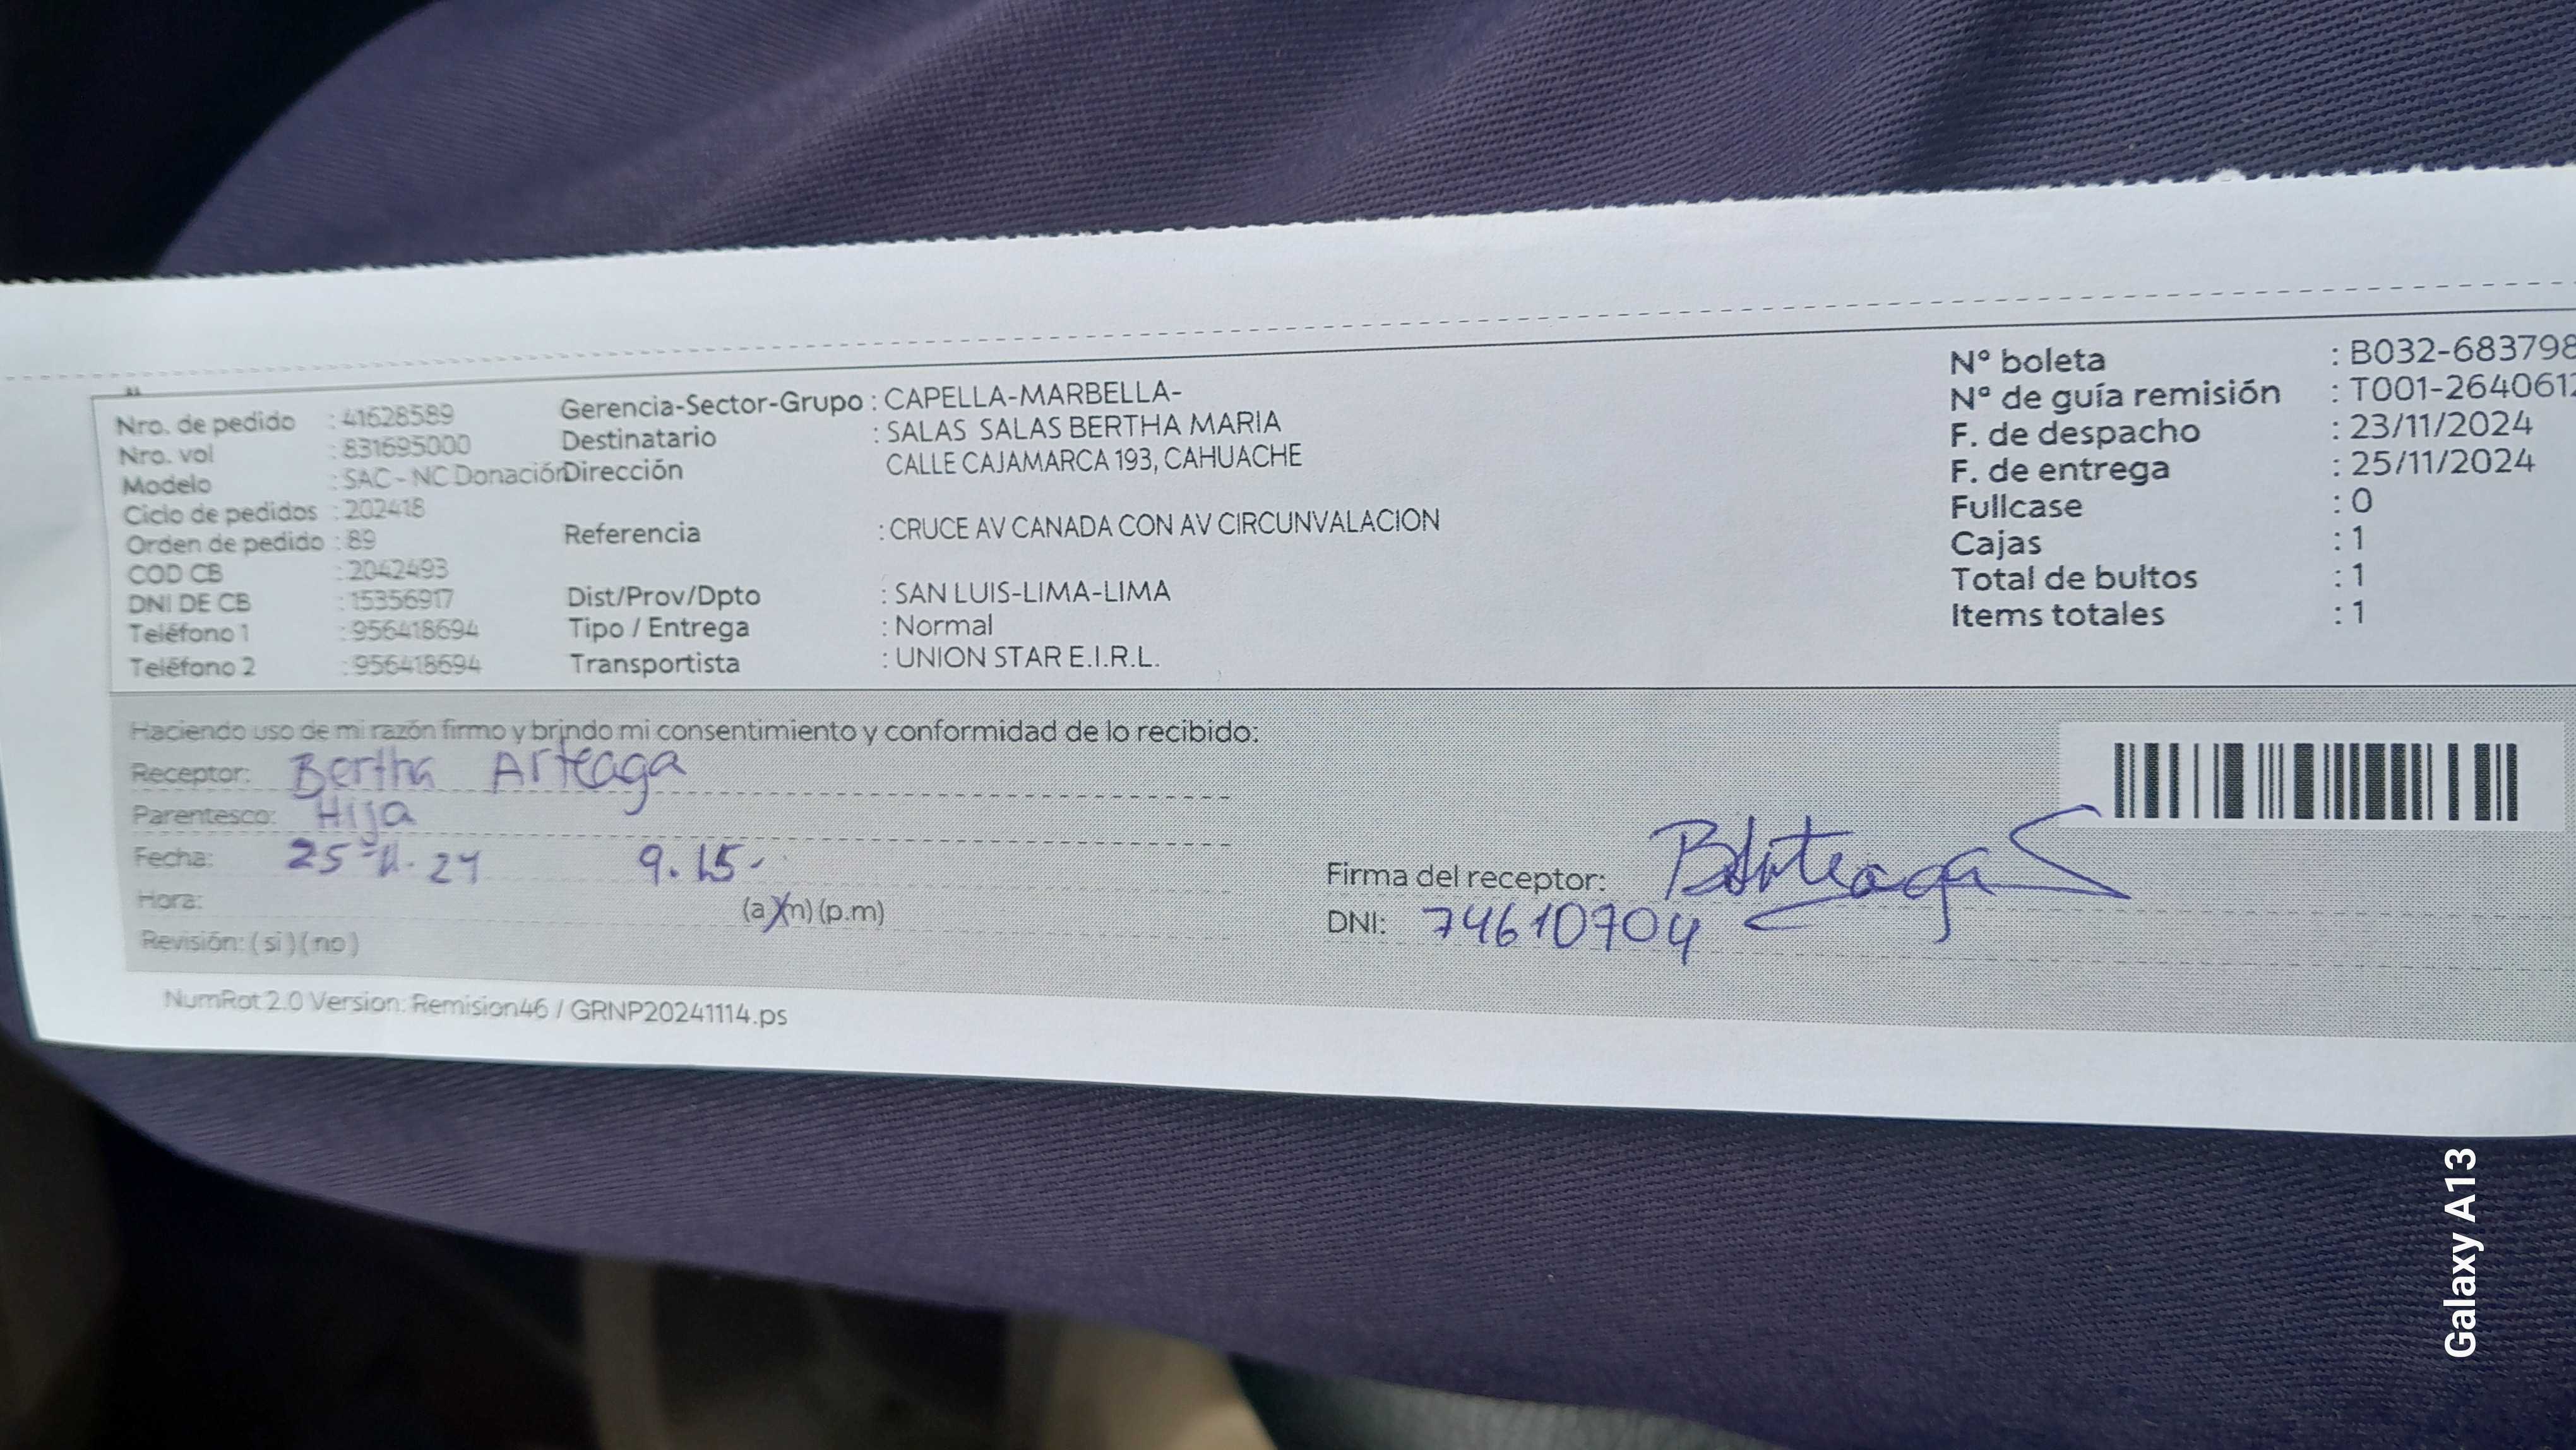 Nro. de pedido : 41628589
Nro. vol : 831695000
Modelo : SAC - NC Donación
Ciclo de pedidos : 202418
Orden de pedido : 89
COD CB : 2042493
DNI DE CB : 15356917
Teléfono 1 : 956418694
Teléfono 2 : 956418694
Gerencia-Sector-Grupo : CAPELLA-MARBELLA-
Destinatario : SALAS SALAS BERTHA MARIA
Dirección CALLE CAJAMARCA 193, CAHUACHE
Referencia : CRUCE AV CANADA CON AV CIRCUNVALACION
Dist/Prov/Dpto : SAN LUIS-LIMA-LIMA
Tipo / Entrega : Normal
Transportista : UNION STAR E.I.R.L.
Nº boleta : B032-683798
Nº de guía remisión : T001-2640612
F. de despacho : 23/11/2024
F. de entrega : 25/11/2024
Fullcase : 0
Cajas : 1
Total de bultos : 1
Items totales : 1
Haciendo uso de mi razón firmo y brindo mi consentimiento y conformidad de lo recibido:
Receptor: Bertha Arteaga
Parentesco: Hija
Fecha: 25-11-24 9.15-
Hora: (a.m) (p.m)
Revisión: ( si ) ( no )
Firma del receptor: BArteaga
DNI: 74610704
NumRot 2.0 Version: Remision46 / GRNP20241114.ps
Galaxy A13